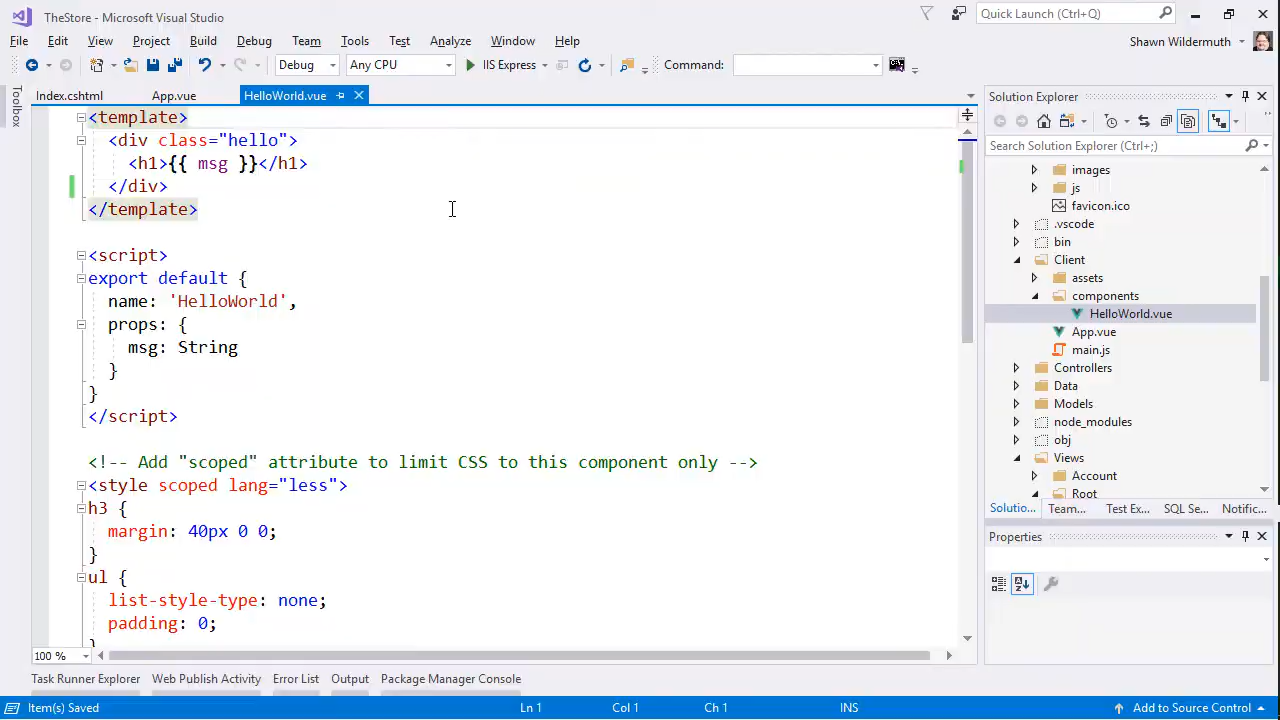 TheStore - Microsoft Visual Studio
Quick Launch (Ctrl+Q)
File Edit View Project Build Debug Team Tools Test Analyze Window Help
Shawn Wildermuth
Debug Any CPU IIS Express Command:
Toolbox
Index.cshtml App.vue HelloWorld.vue
<template>
<div class="hello">
<h1>{{ msg }}</h1>
</div>
</template>
<script>
export default {
name: 'HelloWorld',
props: {
msg: String
}
}
</script>
<!-- Add "scoped" attribute to limit CSS to this component only -->
<style scoped lang="less">
h3 {
margin: 40px 0 0;
}
ul {
list-style-type: none;
padding: 0;
}
100 %
Solution Explorer
Search Solution Explorer (Ctrl+;)
images
js
favicon.ico
.vscode
bin
Client
assets
components
HelloWorld.vue
App.vue
main.js
Controllers
Data
Models
node_modules
obj
Views
Account
Root
Solutio... Team... Test Ex... SQL Se... Notific...
Properties
Task Runner Explorer Web Publish Activity Error List Output Package Manager Console
Item(s) Saved Ln 1 Col 1 Ch 1 INS Add to Source Control